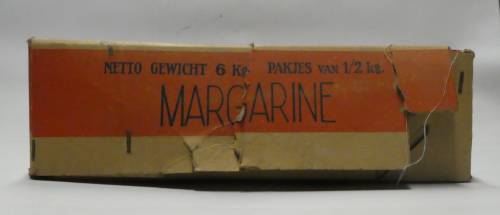 NETTO GEWICHT 6 Kg. PAKJES VAN 1/2 kg.
MARGARINE